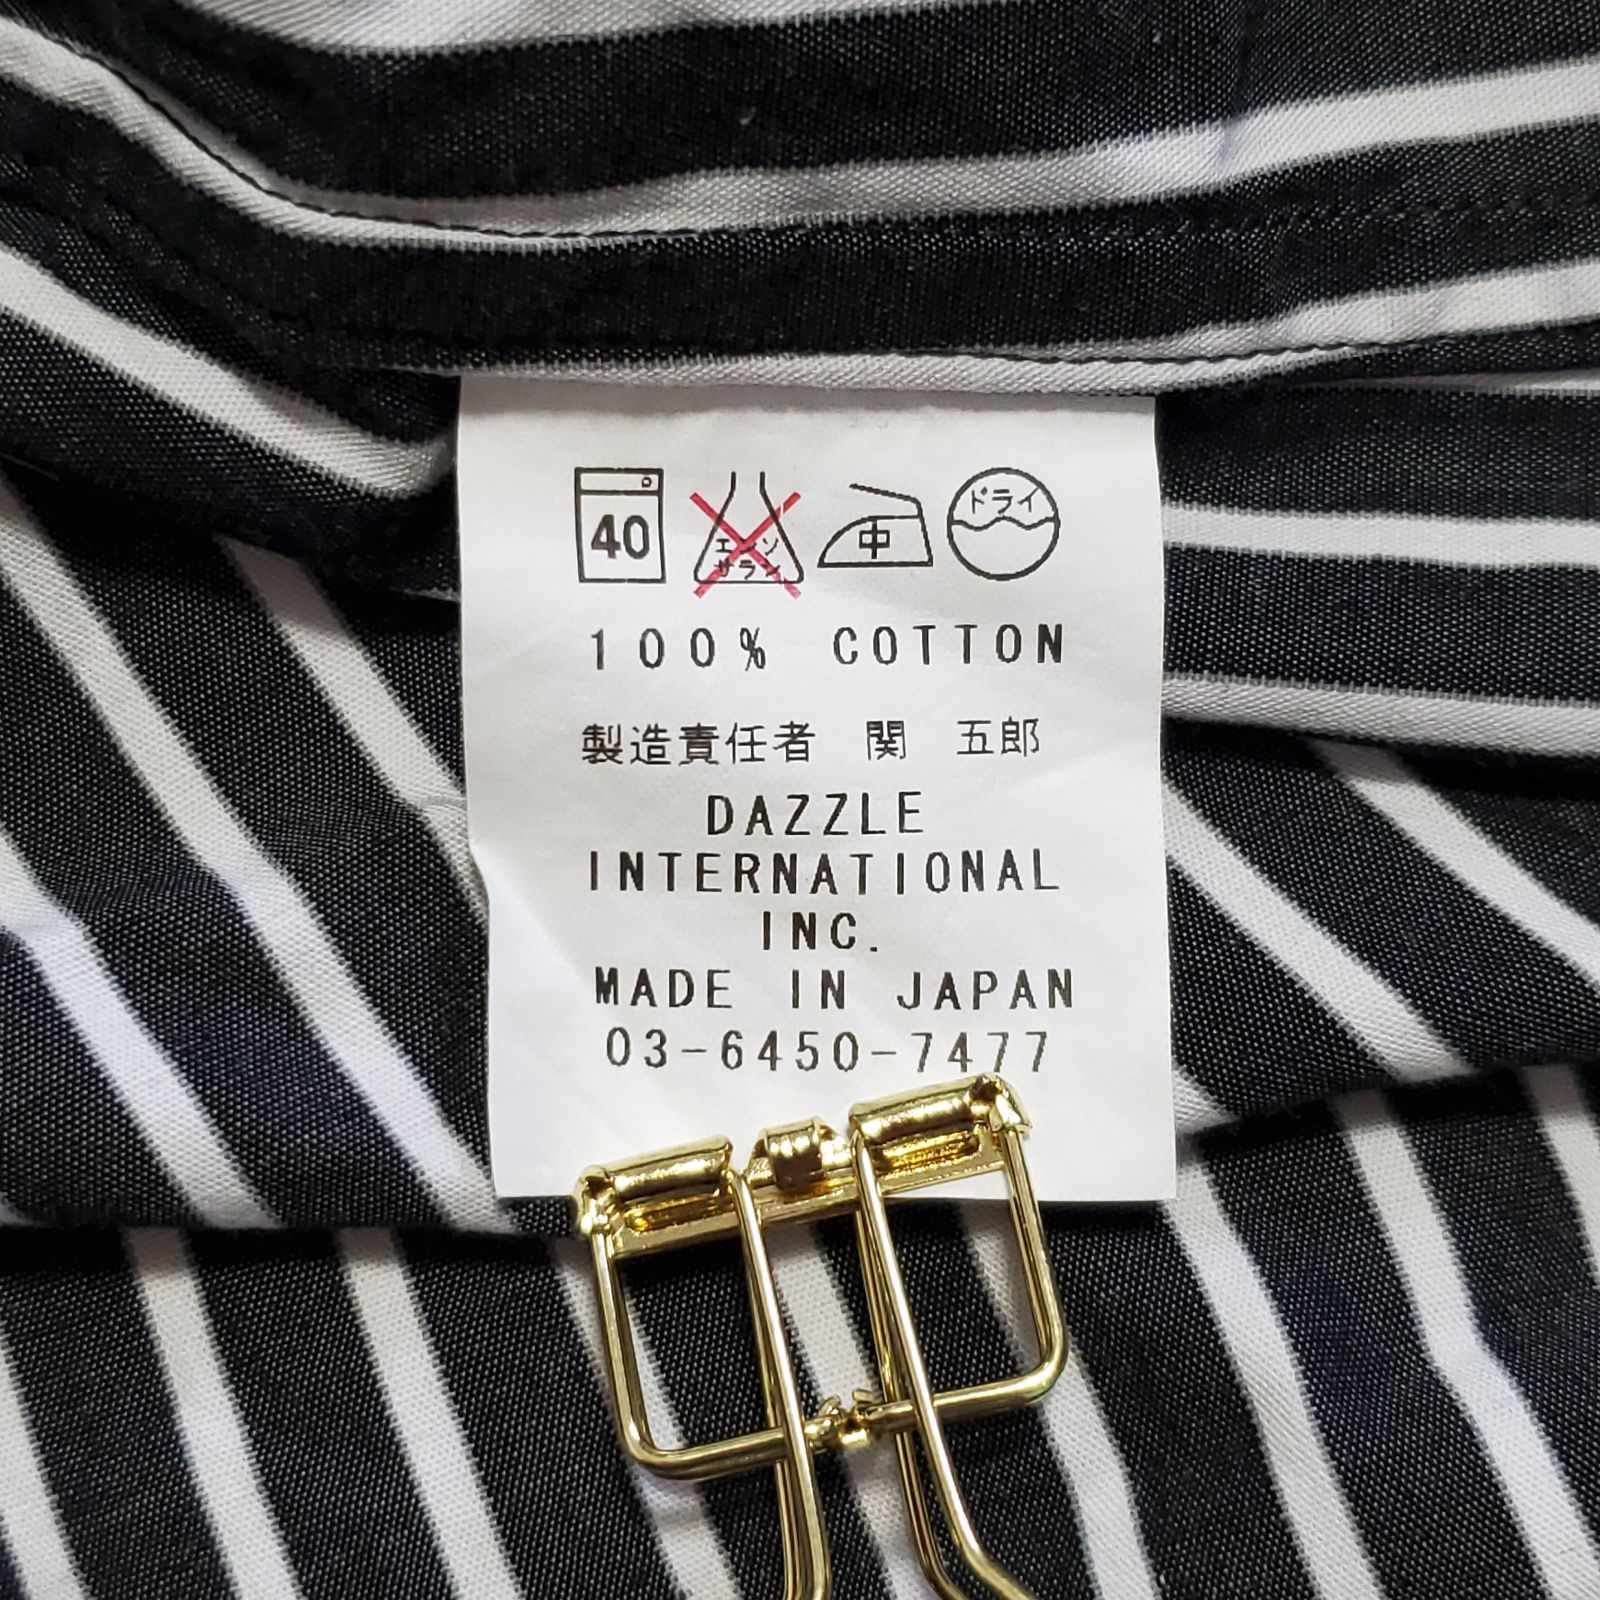 40 エンソ サラシ 中 ドライ
100% COTTON
製造責任者 関 五郎
DAZZLE
INTERNATIONAL
INC.
MADE IN JAPAN
03-6450-7477